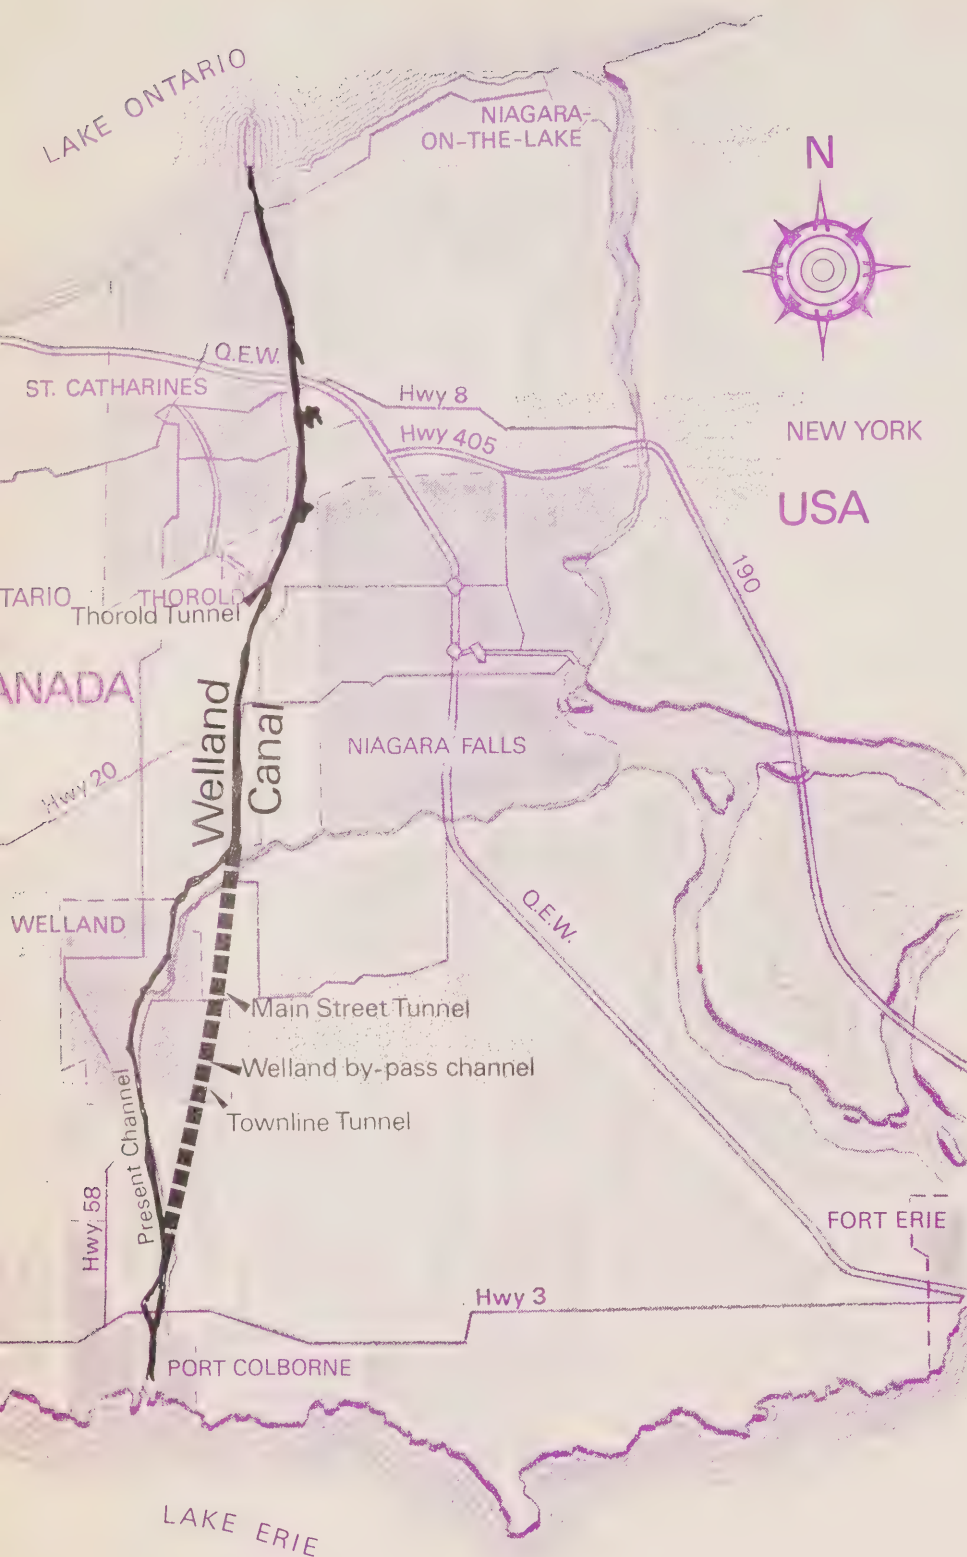 LAKE ONTARIO
NIAGARA-
ON-THE-LAKE
N
Q.E.W.
ST. CATHARINES
Hwy 8
Hwy 405
NEW YORK
USA
190
TARIO
THOROLD
Thorold Tunnel
ANADA
Welland
Canal
NIAGARA FALLS
Hwy 20
WELLAND
Q.E.W.
Main Street Tunnel
Welland by-pass channel
Townline Tunnel
Present Channel
Hwy 58
FORT ERIE
Hwy 3
PORT COLBORNE
LAKE ERIE